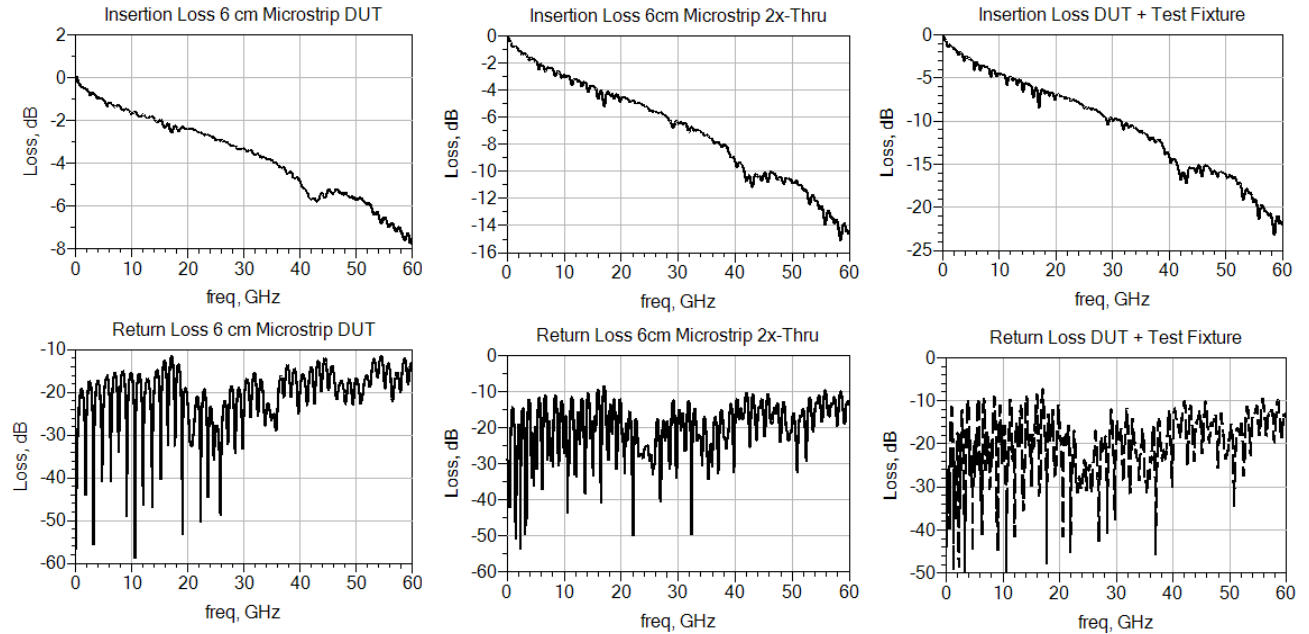 Insertion Loss 6 cm Microstrip DUT
Loss, dB
2
0
-2
-4
-6
-8
0 10 20 30 40 50 60
freq, GHz
Insertion Loss 6cm Microstrip 2x-Thru
Loss, dB
0
-2
-4
-6
-8
-10
-12
-14
-16
0 10 20 30 40 50 60
freq, GHz
Insertion Loss DUT + Test Fixture
Loss, dB
0
-5
-10
-15
-20
-25
0 10 20 30 40 50 60
freq, GHz
Return Loss 6 cm Microstrip DUT
Loss, dB
-10
-20
-30
-40
-50
-60
0 10 20 30 40 50 60
freq, GHz
Return Loss 6cm Microstrip 2x-Thru
Loss, dB
0
-10
-20
-30
-40
-50
-60
0 10 20 30 40 50 60
freq, GHz
Return Loss DUT + Test Fixture
Loss, dB
0
-10
-20
-30
-40
-50
0 10 20 30 40 50 60
freq, GHz